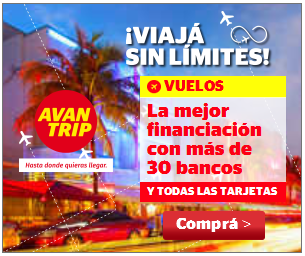 ¡VIAJÁ
SIN LÍMITES!
VUELOS
AVAN
TRIP
Hasta donde quieras llegar.
La mejor
financiación
con más de
30 bancos
Y TODAS LAS TARJETAS
Comprá >